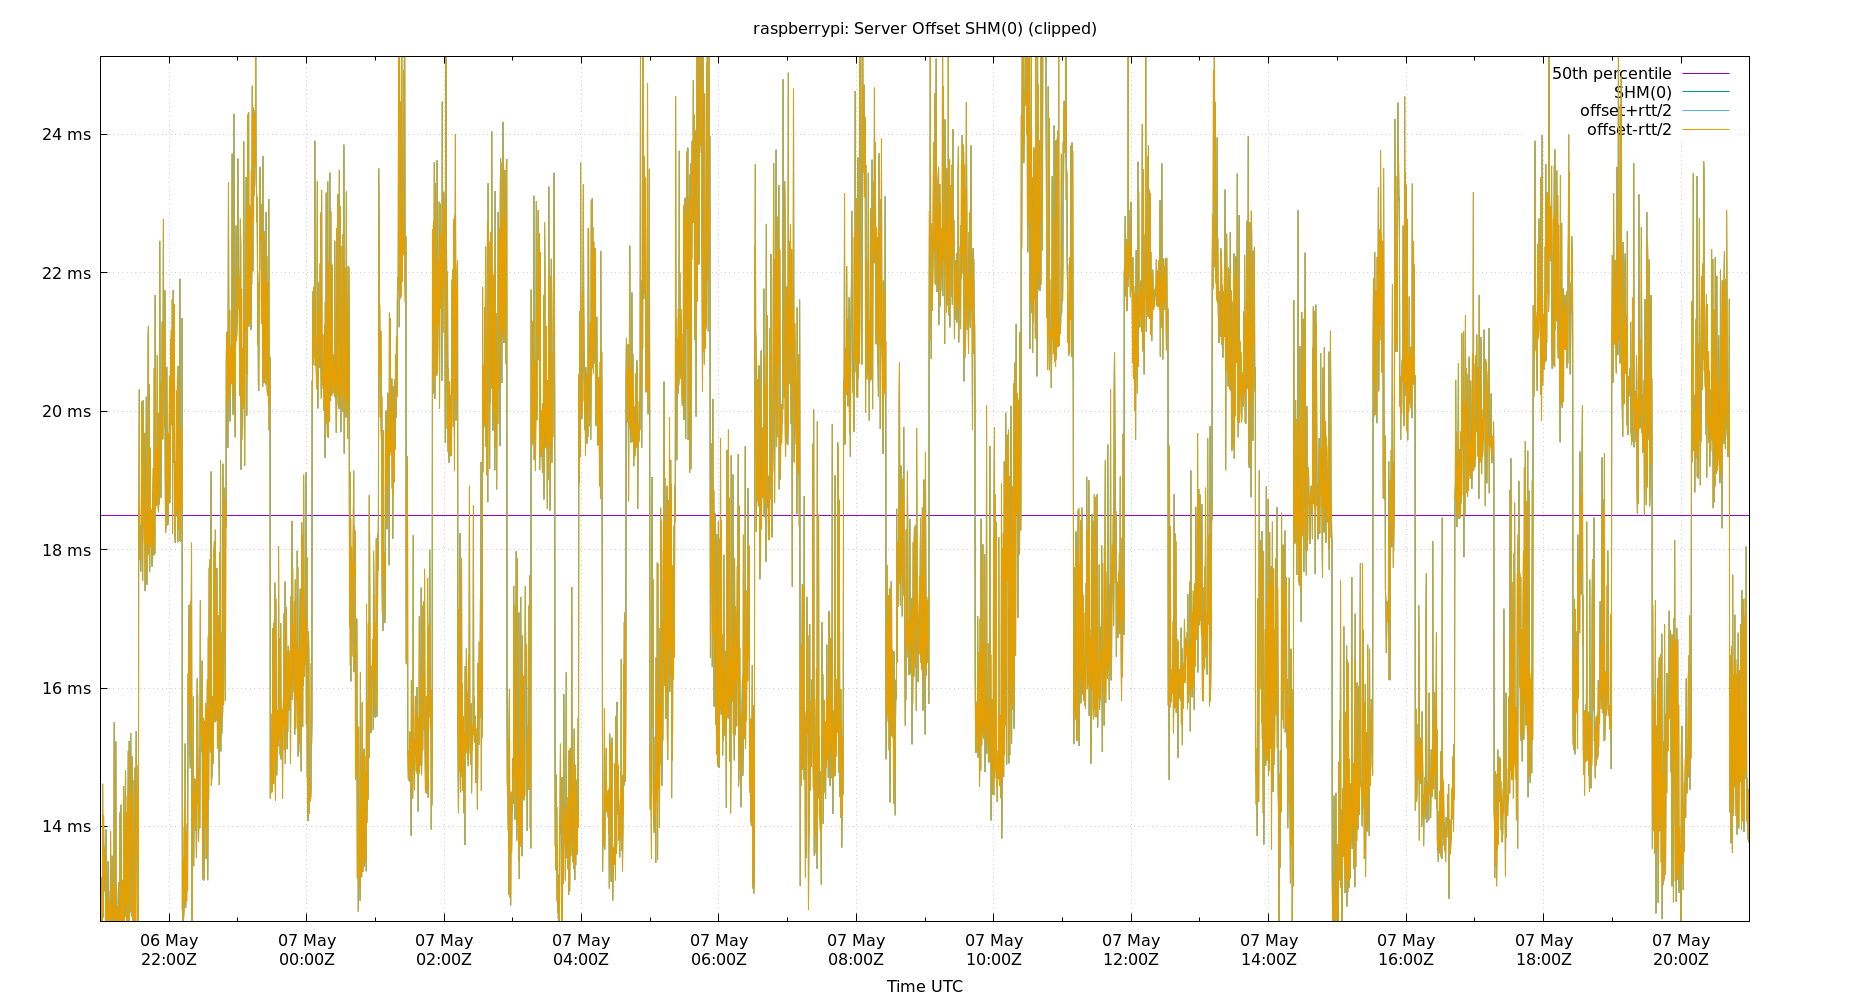 raspberrypi: Server Offset SHM(0) (clipped)
50th percentile
SHM(0)
offset+rtt/2
offset-rtt/2
24 ms
22 ms
20 ms
18 ms
16 ms
14 ms
06 May 07 May 07 May 07 May 07 May 07 May 07 May 07 May 07 May 07 May 07 May 07 May
22:00Z 00:00Z 02:00Z 04:00Z 06:00Z 08:00Z 10:00Z 12:00Z 14:00Z 16:00Z 18:00Z 20:00Z
Time UTC